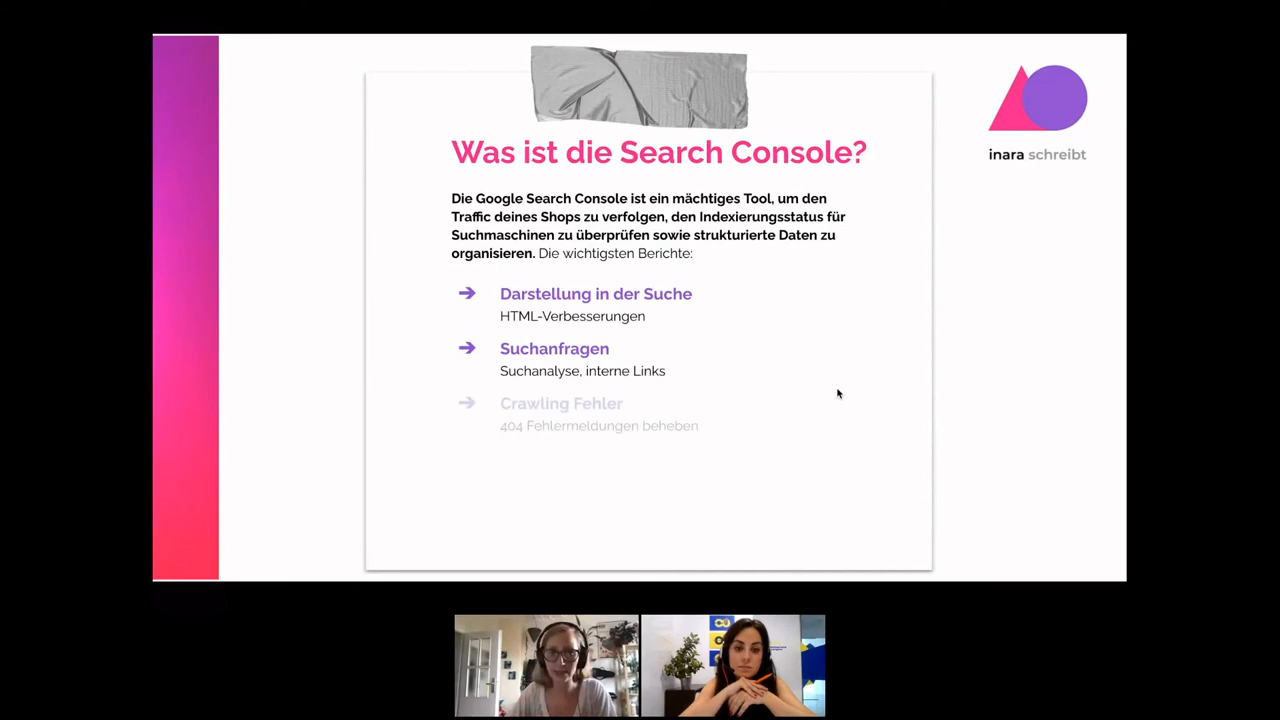 Was ist die Search Console?
inara schreibt
Die Google Search Console ist ein mächtiges Tool, um den
Traffic deines Shops zu verfolgen, den Indexierungsstatus für
Suchmaschinen zu überprüfen sowie strukturierte Daten zu
organisieren. Die wichtigsten Berichte:
➔ Darstellung in der Suche
HTML-Verbesserungen
➔ Suchanfragen
Suchanalyse, interne Links
➔ Crawling Fehler
404 Fehlermeldungen beheben